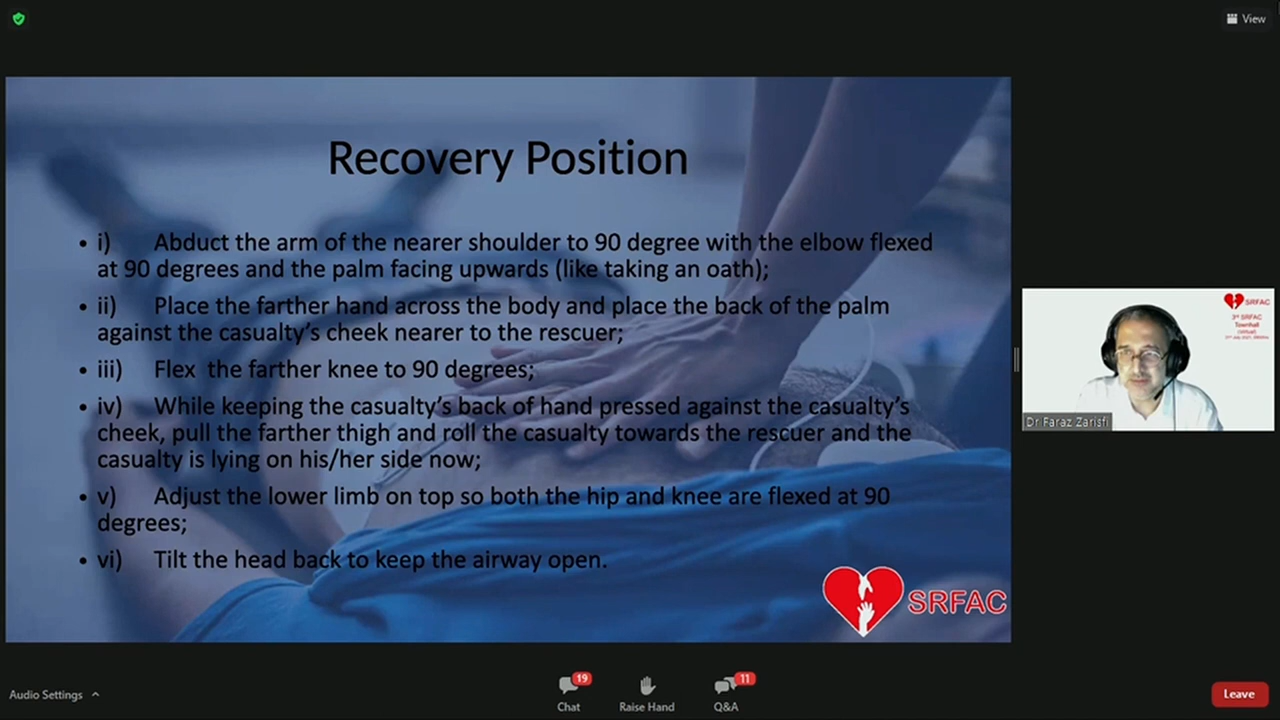 View
Recovery Position
• i) Abduct the arm of the nearer shoulder to 90 degree with the elbow flexed
at 90 degrees and the palm facing upwards (like taking an oath);
• ii) Place the farther hand across the body and place the back of the palm
against the casualty's cheek nearer to the rescuer;
• iii) Flex the farther knee to 90 degrees;
• iv) While keeping the casualty's back of hand pressed against the casualty's
cheek, pull the farther thigh and roll the casualty towards the rescuer and the
casualty is lying on his/her side now;
• v) Adjust the lower limb on top so both the hip and knee are flexed at 90
degrees;
• vi) Tilt the head back to keep the airway open.
SRFAC
SRFAC
3rd SRFAC
Townhall
(Virtual)
Dr Faraz Zarisfi
Audio Settings
19
Chat
Raise Hand
11
Q&A
Leave